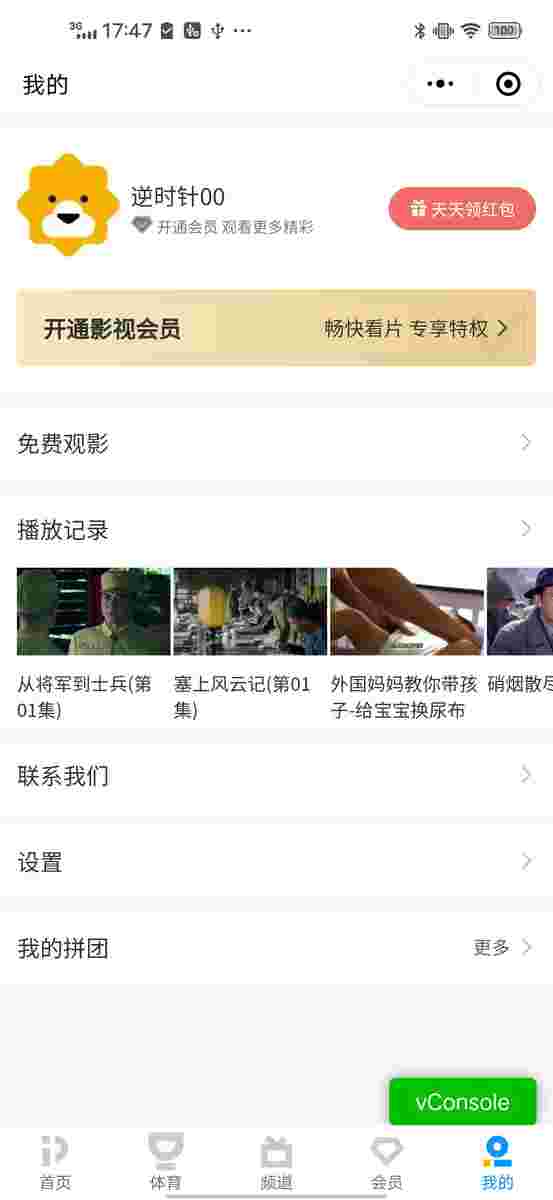 3G 17:47 100
我的
逆时针00
开通会员 观看更多精彩
天天领红包
开通影视会员
畅快看片 专享特权
免费观影
播放记录
从将军到士兵(第01集)
塞上风云记(第01集)
外国妈妈教你带孩子-给宝宝换尿布
硝烟散尽
联系我们
设置
我的拼团
更多
vConsole
首页
体育
频道
会员
我的